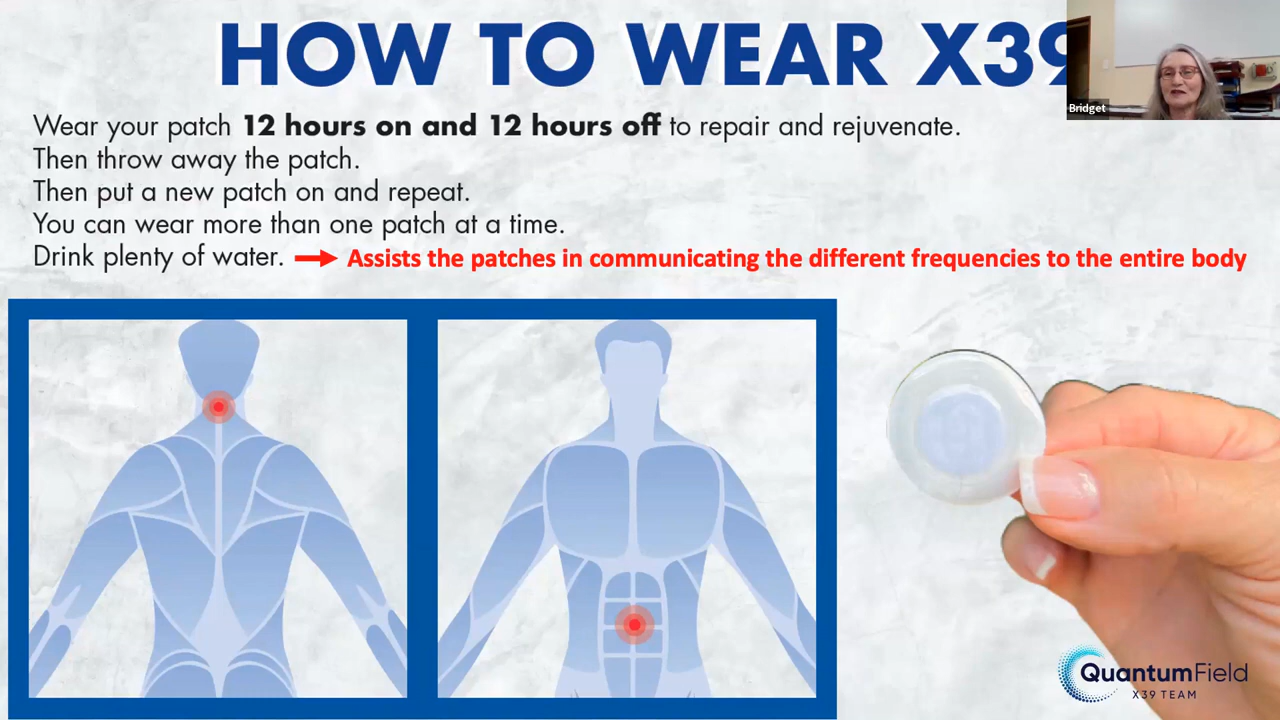 HOW TO WEAR X39
Bridget
Wear your patch 12 hours on and 12 hours off to repair and rejuvenate.
Then throw away the patch.
Then put a new patch on and repeat.
You can wear more than one patch at a time.
Drink plenty of water. Assists the patches in communicating the different frequencies to the entire body
QuantumField
X39 TEAM